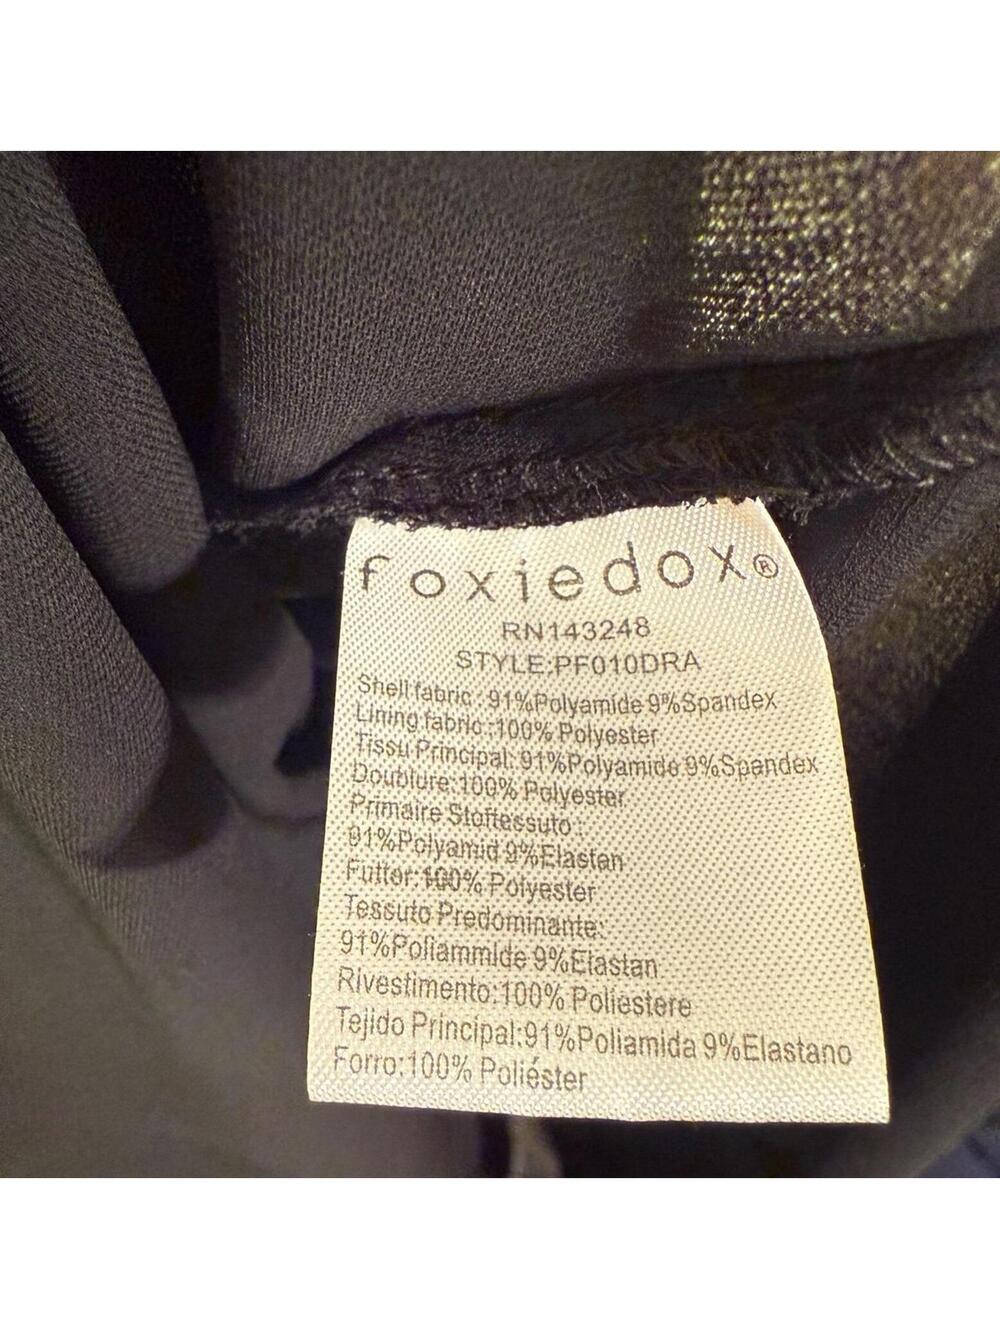 foxiedox®
RN143248
STYLE:PF010DRA
Shell fabric : 91%Polyamide 9%Spandex
Lining fabric :100% Polyester
Tissu Principal: 91%Polyamide 9%Spandex
Doublure:100% Polyester
Primaire Stoftessuto :
91%Polyamid 9%Elastan
Futter:100% Polyester
Tessuto Predominante:
91%Poliammide 9%Elastan
Rivestimento:100% Poliestere
Tejido Principal:91%Poliamida 9%Elastano
Forro:100% Poliéster